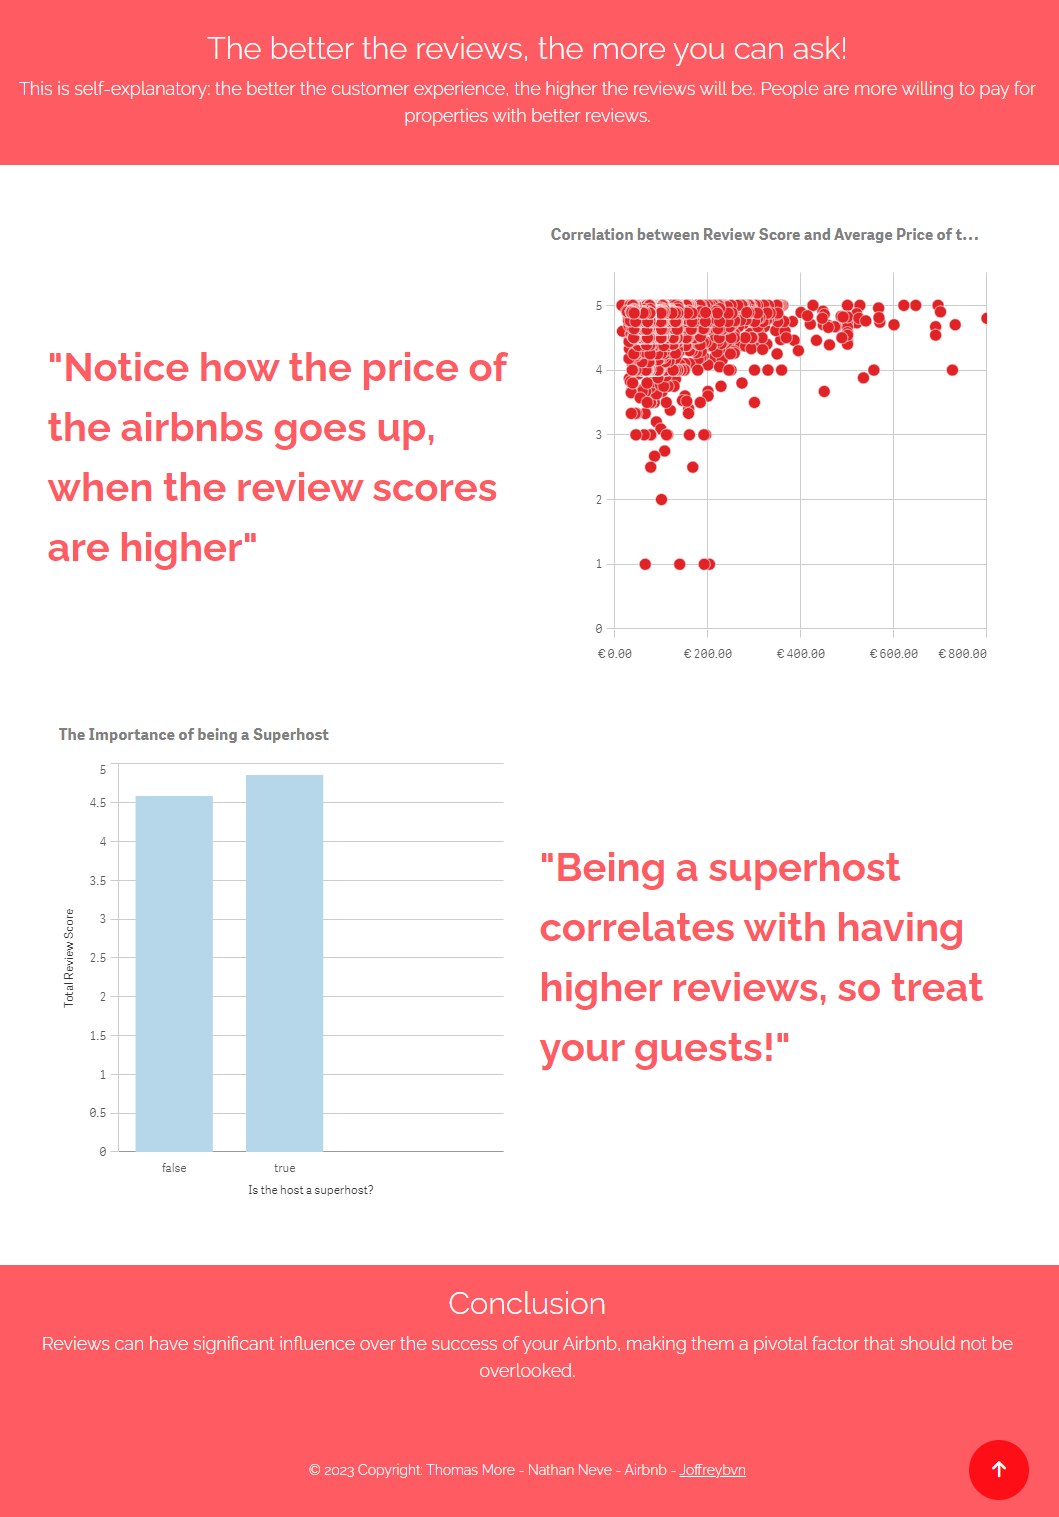 The better the reviews, the more you can ask!
This is self-explanatory: the better the customer experience, the higher the reviews will be. People are more willing to pay for
properties with better reviews.
Correlation between Review Score and Average Price of t...
5
4
3
2
1
0
€ 0.00 € 200.00 € 400.00 € 600.00 € 800.00
"Notice how the price of
the airbnbs goes up,
when the review scores
are higher"
The Importance of being a Superhost
Total Review Score
5
4.5
4
3.5
3
2.5
2
1.5
1
0.5
0
false true
Is the host a superhost?
"Being a superhost
correlates with having
higher reviews, so treat
your guests!"
Conclusion
Reviews can have significant influence over the success of your Airbnb, making them a pivotal factor that should not be
overlooked.
© 2023 Copyright: Thomas More - Nathan Neve - Airbnb - Joffreybvn